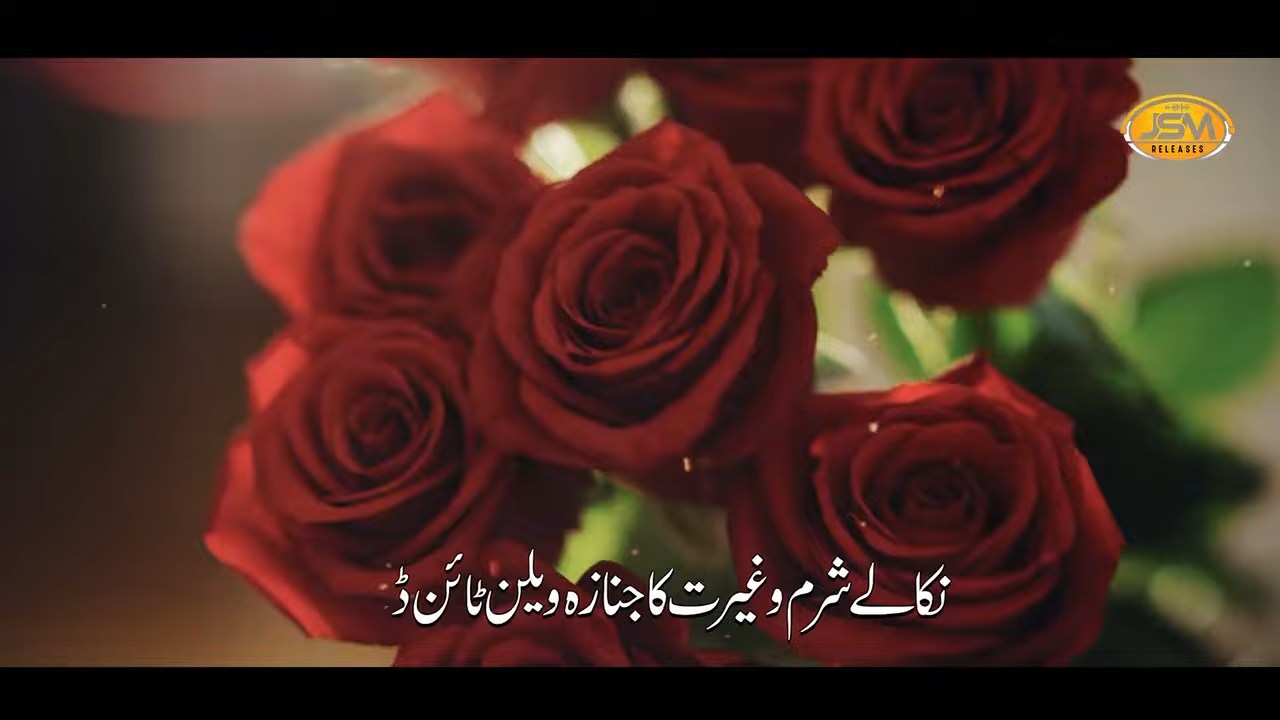 JSM
RELEASES
نکالے شرم و غیرت کا جنازہ ویلن ٹائن ڈ